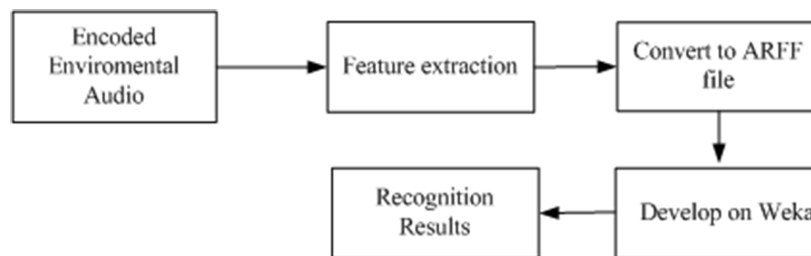 Encoded
Enviromental
Audio
Feature extraction
Convert to ARFF
file
Develop on Weka
Recognition
Results